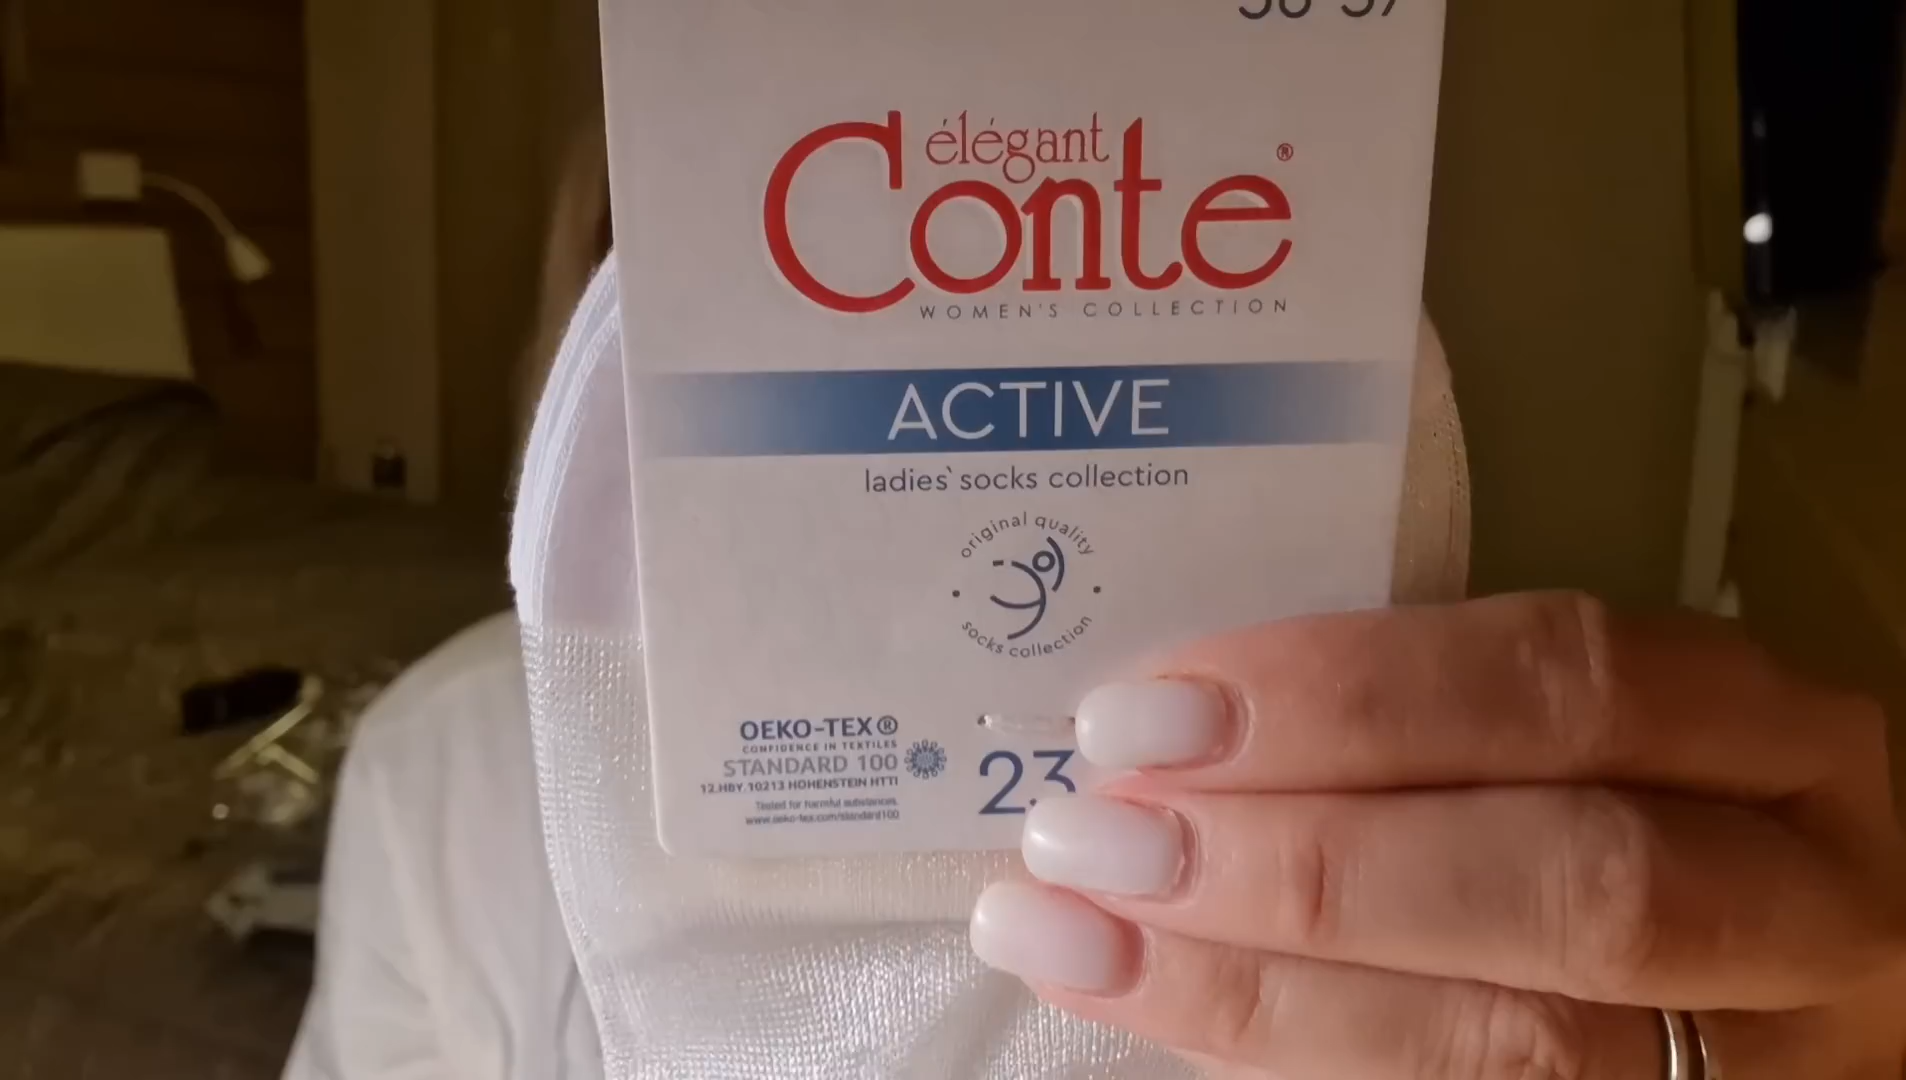 élégant
Conte®
WOMEN'S COLLECTION
ACTIVE
ladies` socks collection
original quality
socks collection
OEKO-TEX®
CONFIDENCE IN TEXTILES
STANDARD 100
12.HBY.10213 HOHENSTEIN HTTI
Tested for harmful substances.
www.oeko-tex.com/standard100
23